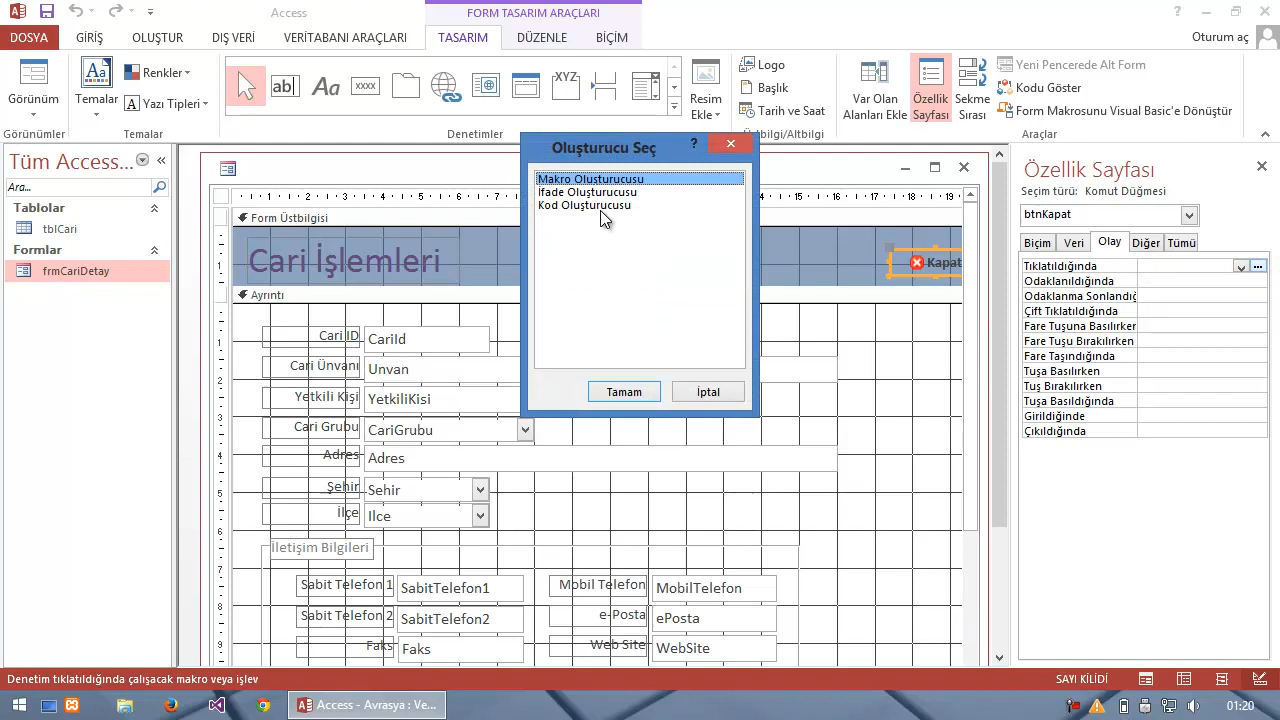 Access
FORM TASARIM ARAÇLARI
?
DOSYA
GİRİŞ
OLUŞTUR
DIŞ VERİ
VERİTABANI ARAÇLARI
TASARIM
DÜZENLE
BİÇİM
Oturum aç
Görünüm
Temalar
Renkler
Yazı Tipleri
Resim
Ekle
Logo
Başlık
Tarih ve Saat
Var Olan
Alanları Ekle
Özellik
Sayfası
Sekme
Sırası
Yeni Pencerede Alt Form
Kodu Göster
Form Makrosunu Visual Basic'e Dönüştür
Görünümler
Temalar
Denetimler
Üstbilgi/Altbilgi
Araçlar
Tüm Access...
Ara...
Tablolar
tblCari
Formlar
frmCariDetay
Form Üstbilgisi
Cari İşlemleri
Kapat
Ayrıntı
Cari ID
CariId
Cari Ünvanı
Unvan
Yetkili Kişi
YetkiliKisi
Cari Grubu
CariGrubu
Adres
Adres
Şehir
Sehir
İlçe
Ilce
İletişim Bilgileri
Sabit Telefon 1
SabitTelefon1
Mobil Telefon
MobilTelefon
Sabit Telefon 2
SabitTelefon2
e-Posta
ePosta
Faks
Faks
Web Site
WebSite
Oluşturucu Seç
?
Makro Oluşturucusu
İfade Oluşturucusu
Kod Oluşturucusu
Tamam
İptal
Özellik Sayfası
Seçim türü: Komut Düğmesi
btnKapat
Biçim
Veri
Olay
Diğer
Tümü
Tıklatıldığında
Odaklanıldığında
Odaklanma Sonlandığ
Çift Tıklatıldığında
Fare Tuşuna Basılırker
Fare Tuşu Bırakılırken
Fare Taşındığında
Tuşa Basılırken
Tuş Bırakılırken
Tuşa Basıldığında
Girildiğinde
Çıkıldığında
Denetim tıklatıldığında çalışacak makro veya işlev
SAYI KİLİDİ
Access - Avrasya : Ve...
01:20